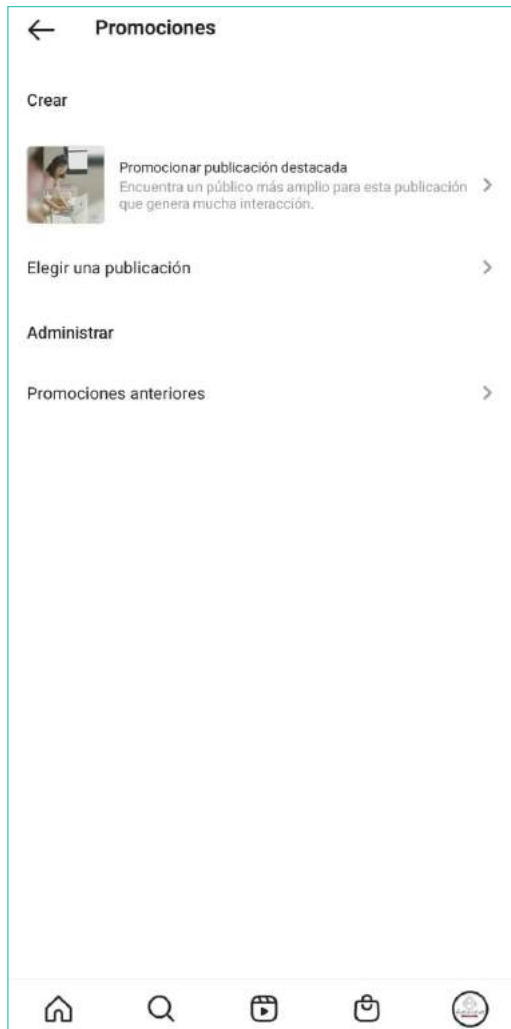 Promociones
Crear
Promocionar publicación destacada
Encuentra un público más amplio para esta publicación
que genera mucha interacción.
Elegir una publicación
Administrar
Promociones anteriores